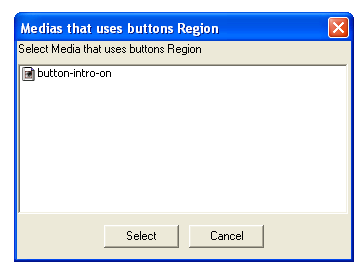 Medias that uses buttons Region
Select Media that uses buttons Region
button-intro-on
Select Cancel